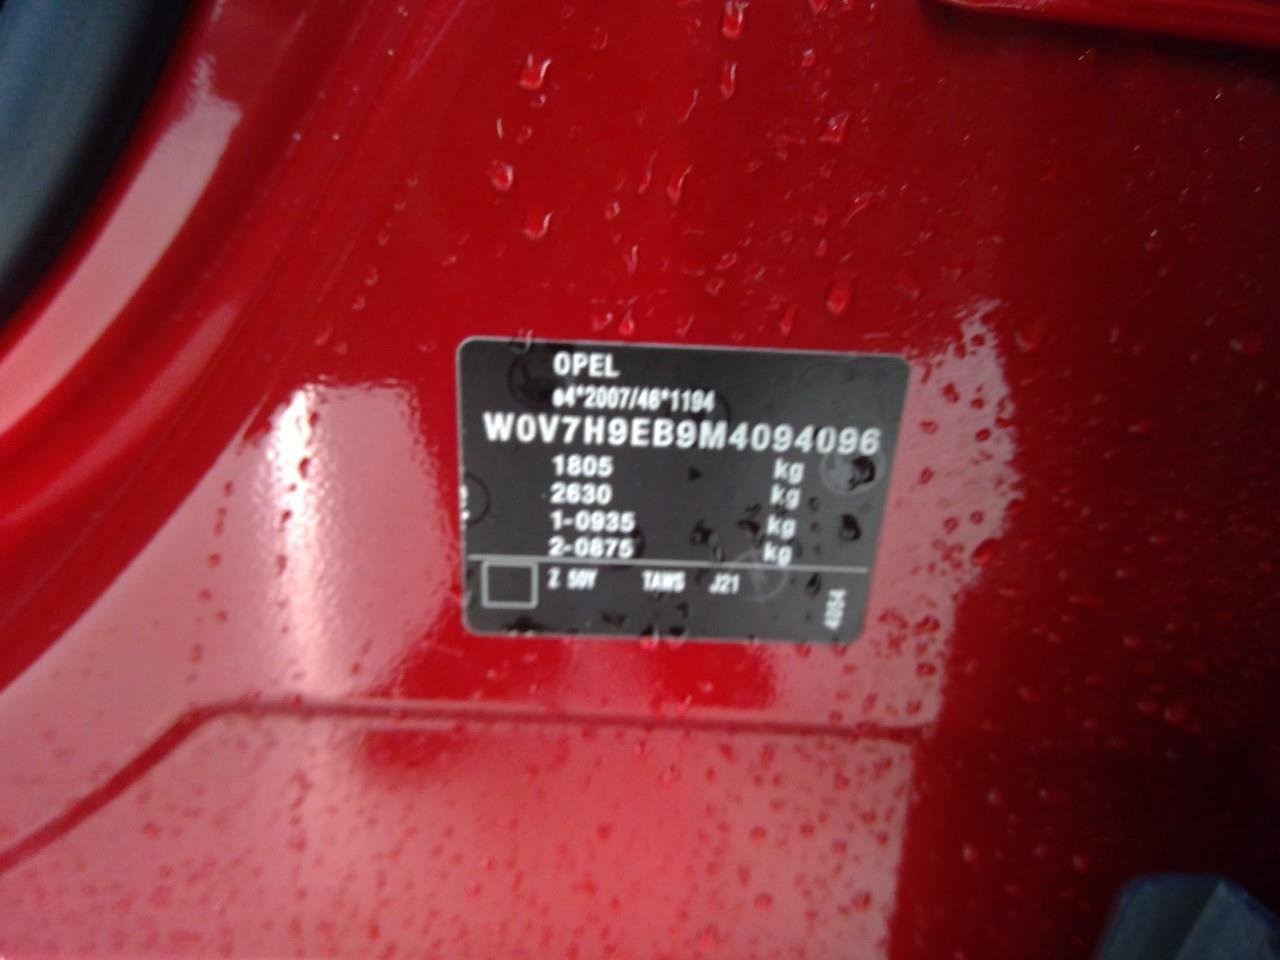 OPEL
e4*2007/46*1194
W0V7H9EB9M4094096
1805 kg
2630 kg
1-0935 kg
2-0875 kg
Z 50Y J21
4054